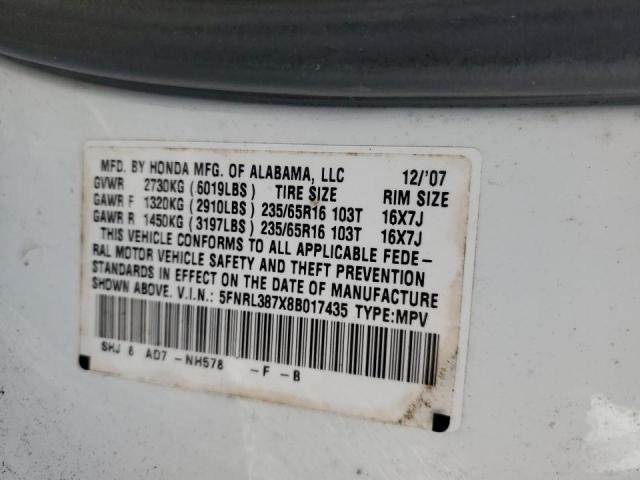 MFD. BY HONDA MFG. OF ALABAMA, LLC 12/'07
GVWR 2730KG (6019LBS) TIRE SIZE RIM SIZE
GAWR F 1320KG (2910LBS) 235/65R16 103T 16X7J
GAWR R 1450KG (3197LBS) 235/65R16 103T 16X7J
THIS VEHICLE CONFORMS TO ALL APPLICABLE FEDE-
RAL MOTOR VEHICLE SAFETY AND THEFT PREVENTION
STANDARDS IN EFFECT ON THE DATE OF MANUFACTURE
SHOWN ABOVE. V.I.N.: 5FNRL387X8B017435 TYPE:MPV
SHJ 8 AD7 -NH578 -F -B